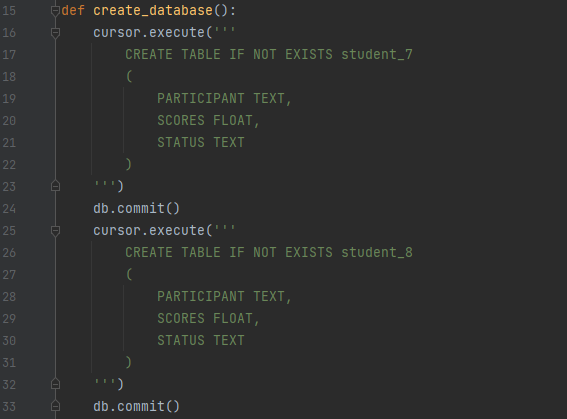 15 def create_database():
16     cursor.execute('''
17         CREATE TABLE IF NOT EXISTS student_7
18         (
19             PARTICIPANT TEXT,
20             SCORES FLOAT,
21             STATUS TEXT
22         )
23     ''')
24     db.commit()
25     cursor.execute('''
26         CREATE TABLE IF NOT EXISTS student_8
27         (
28             PARTICIPANT TEXT,
29             SCORES FLOAT,
30             STATUS TEXT
31         )
32     ''')
33     db.commit()